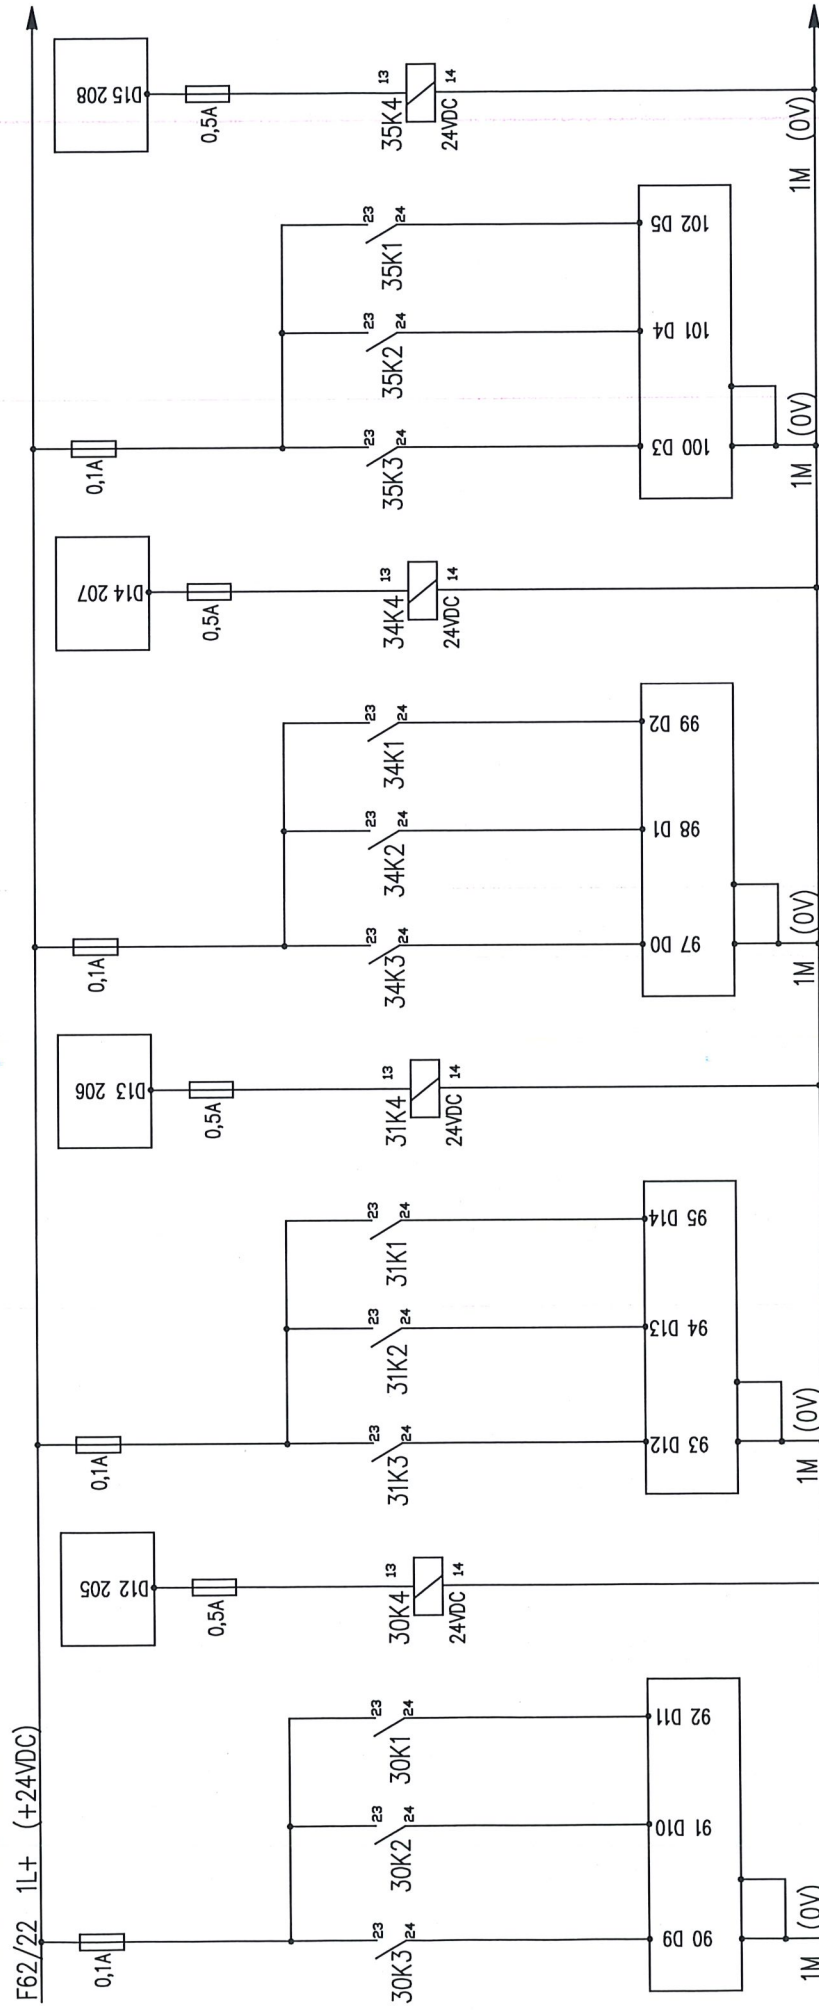 F62/22 1L+ (+24VDC)
0,1A
30K3
23
24
30K2
23
24
30K1
23
24
90 D9
91 D10
92 D11
1M (0V)
D12 205
0,5A
30K4
13
14
24VDC
0,1A
31K3
23
24
31K2
23
24
31K1
23
24
93 D12
94 D13
95 D14
1M (0V)
D13 206
0,5A
31K4
13
14
24VDC
0,1A
34K3
23
24
34K2
23
24
34K1
23
24
97 D0
98 D1
99 D2
1M (0V)
D14 207
0,5A
34K4
13
14
24VDC
0,1A
35K3
23
24
35K2
23
24
35K1
23
24
100 D3
101 D4
102 D5
1M (0V)
D15 208
0,5A
35K4
13
14
24VDC
1M (0V)